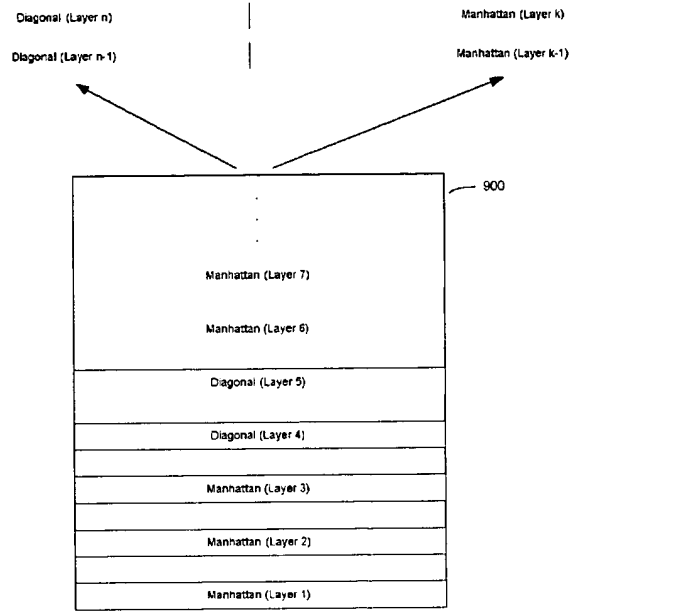 Diagonal (Layer n)
Manhattan (Layer k)
Diagonal (Layer n-1)
Manhattan (Layer k-1)
900
Manhattan (Layer 7)
Manhattan (Layer 6)
Diagonal (Layer 5)
Diagonal (Layer 4)
Manhattan (Layer 3)
Manhattan (Layer 2)
Manhattan (Layer 1)